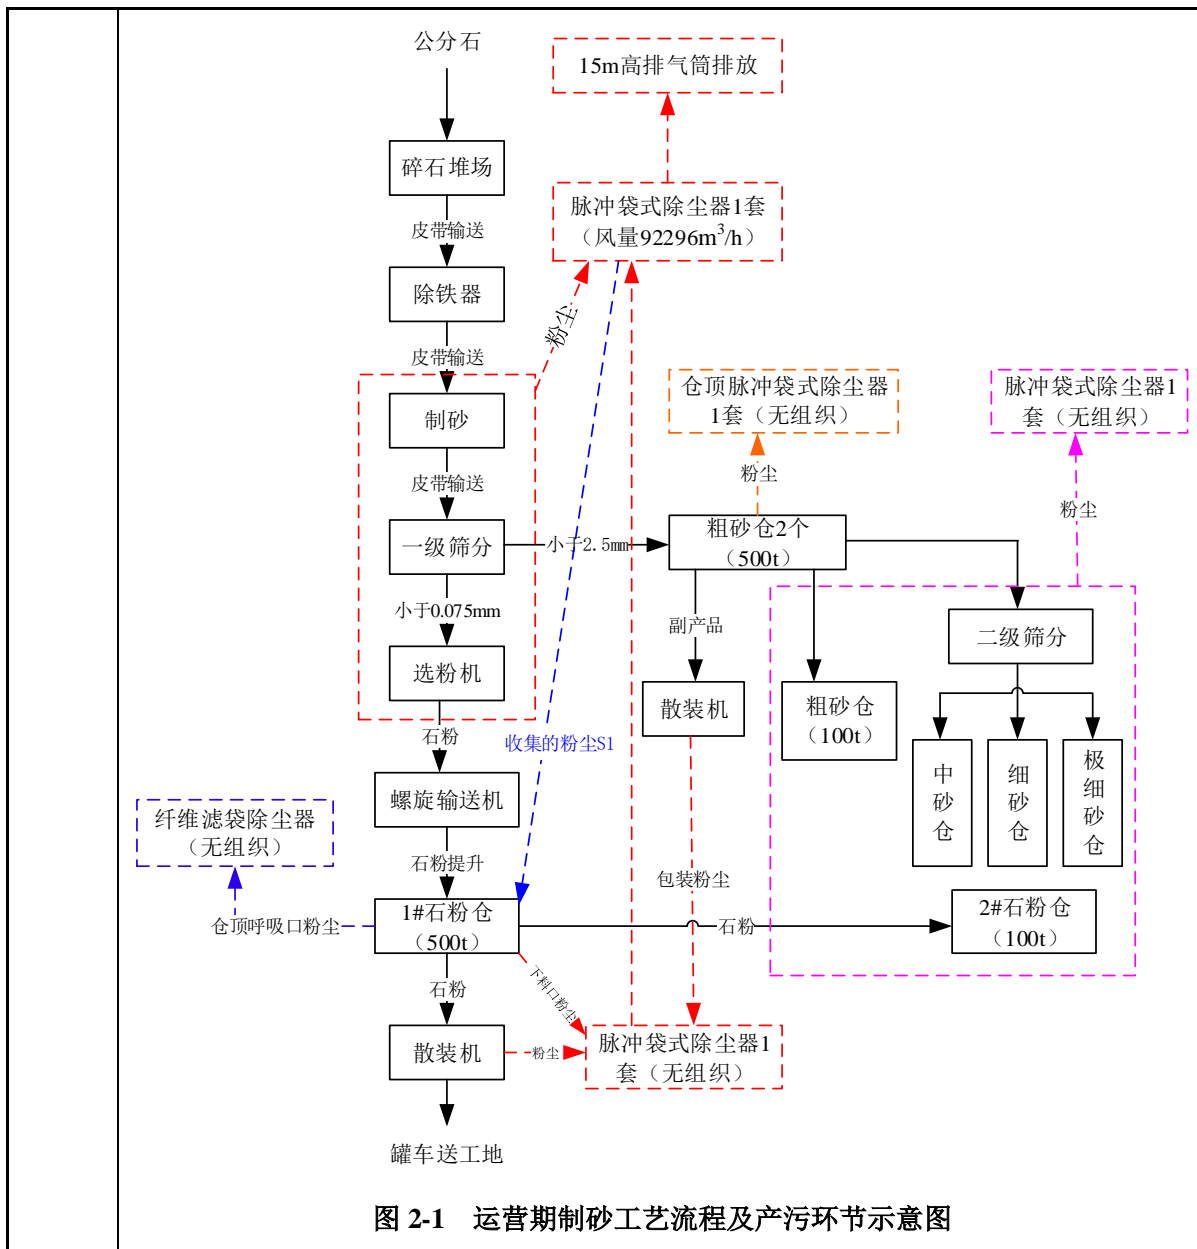 公分石
15m高排气筒排放
碎石堆场
脉冲袋式除尘器1套
（风量92296m³/h）
皮带输送
除铁器
粉尘
皮带输送
仓顶脉冲袋式除尘器
1套（无组织）
脉冲袋式除尘器1
套（无组织）
制砂
皮带输送
粉尘
粉尘
一级筛分
小于2.5mm
粗砂仓2个
（500t）
小于0.075mm
副产品
二级筛分
选粉机
散装机
粗砂仓
（100t）
石粉
收集的粉尘S1
中砂仓
细砂仓
极细砂仓
螺旋输送机
纤维滤袋除尘器
（无组织）
石粉提升
包装粉尘
仓顶呼吸口粉尘
1#石粉仓
（500t）
石粉
2#石粉仓
（100t）
石粉
下料口粉尘
散装机
粉尘
脉冲袋式除尘器1
套（无组织）
罐车送工地
图 2-1 运营期制砂工艺流程及产污环节示意图